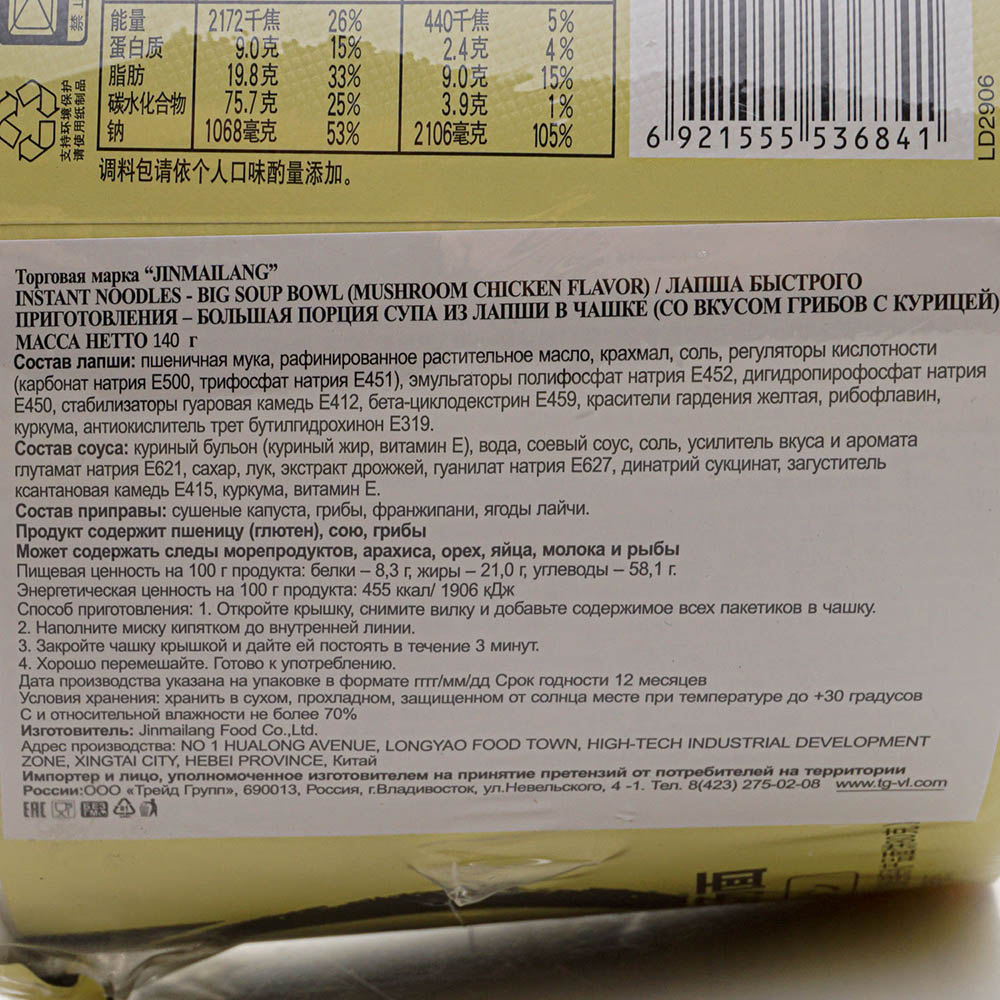 能量 2172千焦 26% 440千焦 5%
蛋白质 9.0克 15% 2.4克 4%
脂肪 19.8克 33% 9.0克 15%
碳水化合物 75.7克 25% 3.9克 1%
钠 1068毫克 53% 2106毫克 105%
支持环境保护
请使用纸制品
调料包请依个人口味酌量添加。
6 921555 536841
LD2906
Торговая марка “JINMAILANG”
INSTANT NOODLES - BIG SOUP BOWL (MUSHROOM CHICKEN FLAVOR) / ЛАПША БЫСТРОГО
ПРИГОТОВЛЕНИЯ – БОЛЬШАЯ ПОРЦИЯ СУПА ИЗ ЛАПШИ В ЧАШКЕ (СО ВКУСОМ ГРИБОВ С КУРИЦЕЙ)
МАССА НЕТТО 140 г
Состав лапши: пшеничная мука, рафинированное растительное масло, крахмал, соль, регуляторы кислотности
(карбонат натрия Е500, трифосфат натрия Е451), эмульгаторы полифосфат натрия Е452, дигидропирофосфат натрия
Е450, стабилизаторы гуаровая камедь Е412, бета-циклодекстрин Е459, красители гардения желтая, рибофлавин,
куркума, антиокислитель трет бутилгидрохинон Е319.
Состав соуса: куриный бульон (куриный жир, витамин Е), вода, соевый соус, соль, усилитель вкуса и аромата
глутамат натрия Е621, сахар, лук, экстракт дрожжей, гуанилат натрия Е627, динатрий сукцинат, загуститель
ксантановая камедь Е415, куркума, витамин Е.
Состав приправы: сушеные капуста, грибы, франжипани, ягоды лайчи.
Продукт содержит пшеницу (глютен), сою, грибы
Может содержать следы морепродуктов, арахиса, орех, яйца, молока и рыбы
Пищевая ценность на 100 г продукта: белки – 8,3 г, жиры – 21,0 г, углеводы – 58,1 г.
Энергетическая ценность на 100 г продукта: 455 ккал/ 1906 кДж
Способ приготовления: 1. Откройте крышку, снимите вилку и добавьте содержимое всех пакетиков в чашку.
2. Наполните миску кипятком до внутренней линии.
3. Закройте чашку крышкой и дайте ей постоять в течение 3 минут.
4. Хорошо перемешайте. Готово к употреблению.
Дата производства указана на упаковке в формате гггг/мм/дд Срок годности 12 месяцев
Условия хранения: хранить в сухом, прохладном, защищенном от солнца месте при температуре до +30 градусов
С и относительной влажности не более 70%
Изготовитель: Jinmailang Food Co.,Ltd.
Адрес производства: NO 1 HUALONG AVENUE, LONGYAO FOOD TOWN, HIGH-TECH INDUSTRIAL DEVELOPMENT
ZONE, XINGTAI CITY, HEBEI PROVINCE, Китай
Импортер и лицо, уполномоченное изготовителем на принятие претензий от потребителей на территории
России:ООО «Трейд Групп», 690013, Россия, г.Владивосток, ул.Невельского, 4 -1. Тел. 8(423) 275-02-08 www.tg-vl.com
EAC